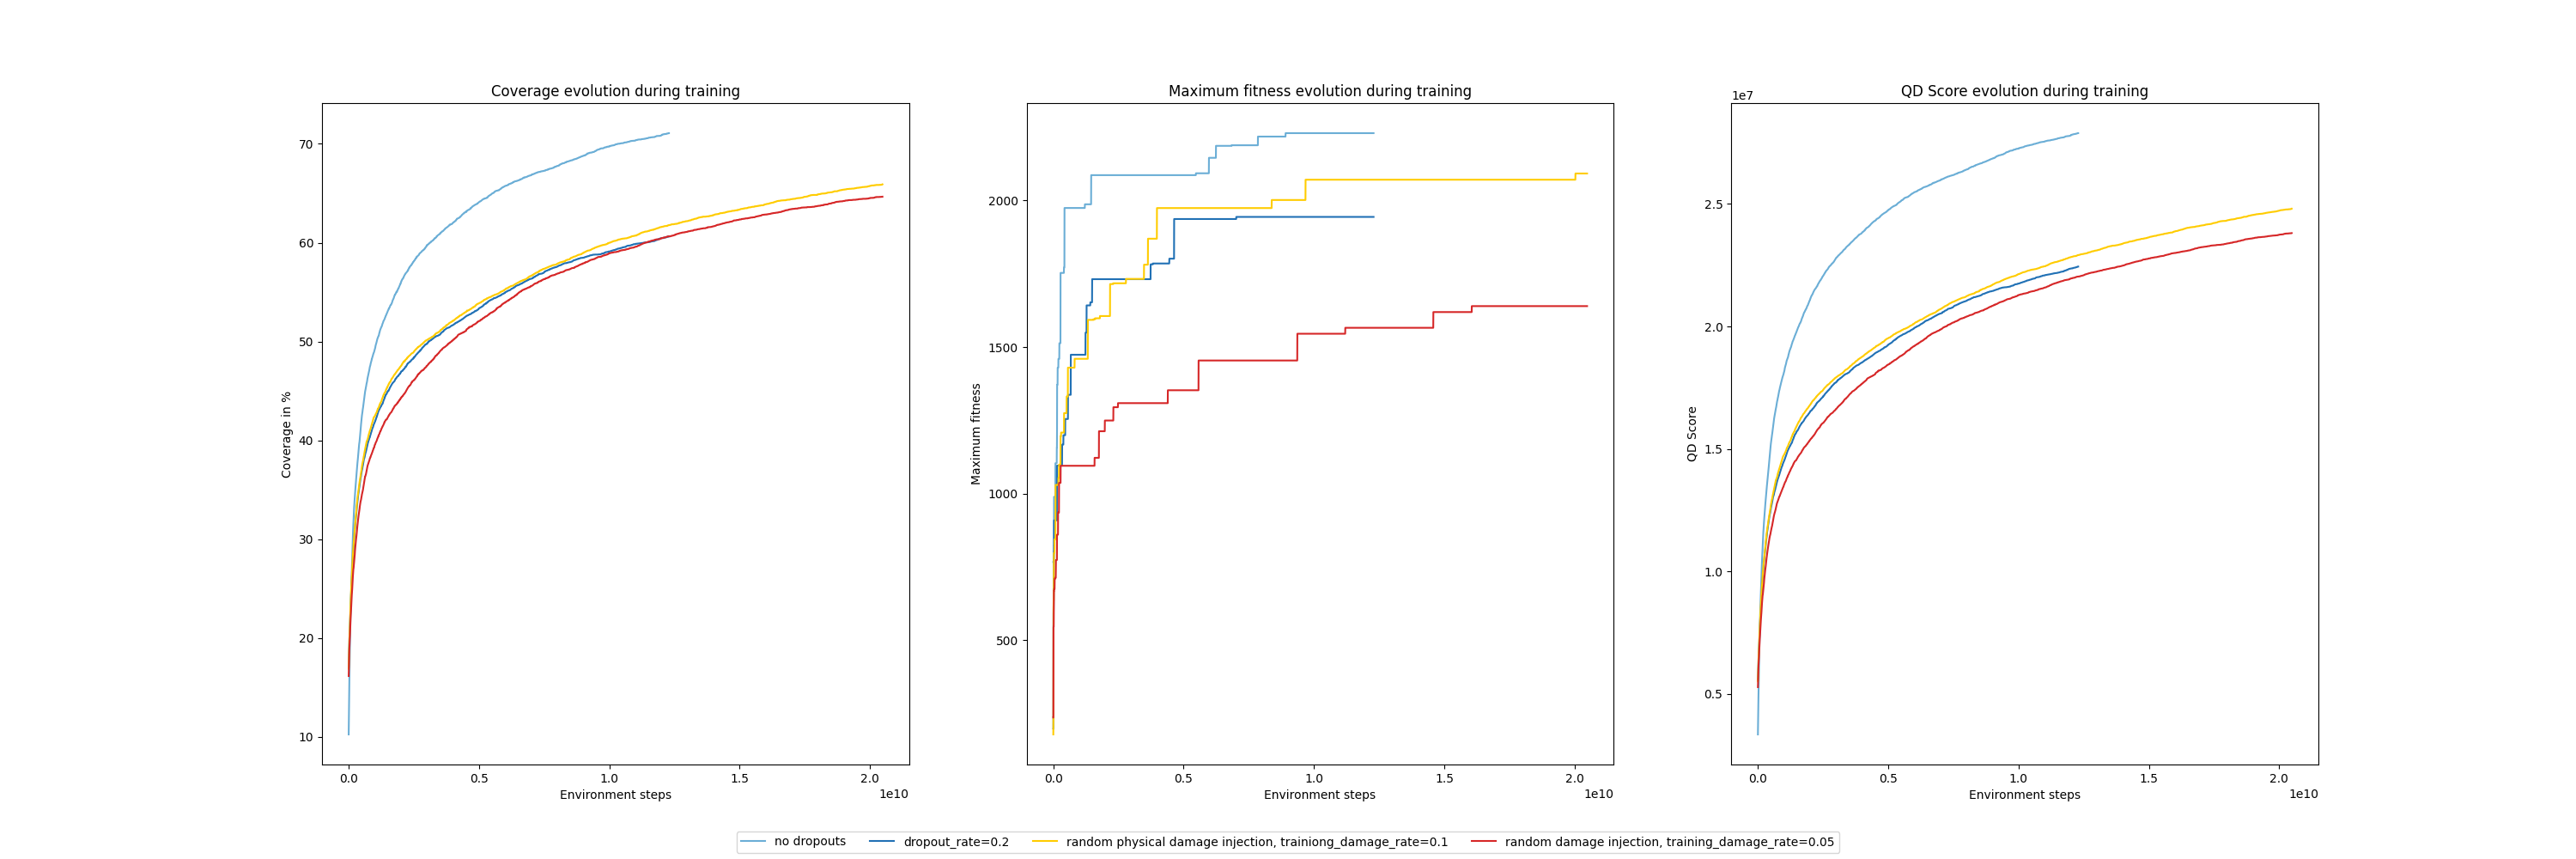 Coverage evolution during training
70
60
50
40
30
20
10
Coverage in %
0.0 0.5 1.0 1.5 2.0
1e10
Environment steps
Maximum fitness evolution during training
2000
1500
1000
500
Maximum fitness
0.0 0.5 1.0 1.5 2.0
1e10
Environment steps
QD Score evolution during training
1e7
2.5
2.0
1.5
1.0
0.5
QD Score
0.0 0.5 1.0 1.5 2.0
1e10
Environment steps
no dropouts dropout_rate=0.2 random physical damage injection, trainiong_damage_rate=0.1 random damage injection, training_damage_rate=0.05